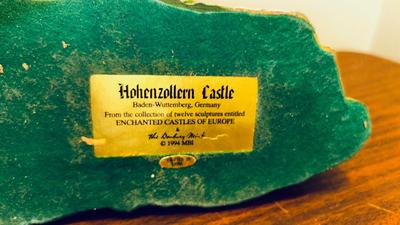 Hohenzollern Castle
Baden-Wuttemberg, Germany
From the collection of twelve sculptures entitled
ENCHANTED CASTLES OF EUROPE
&
The Danbury Mint
© 1994 MBI